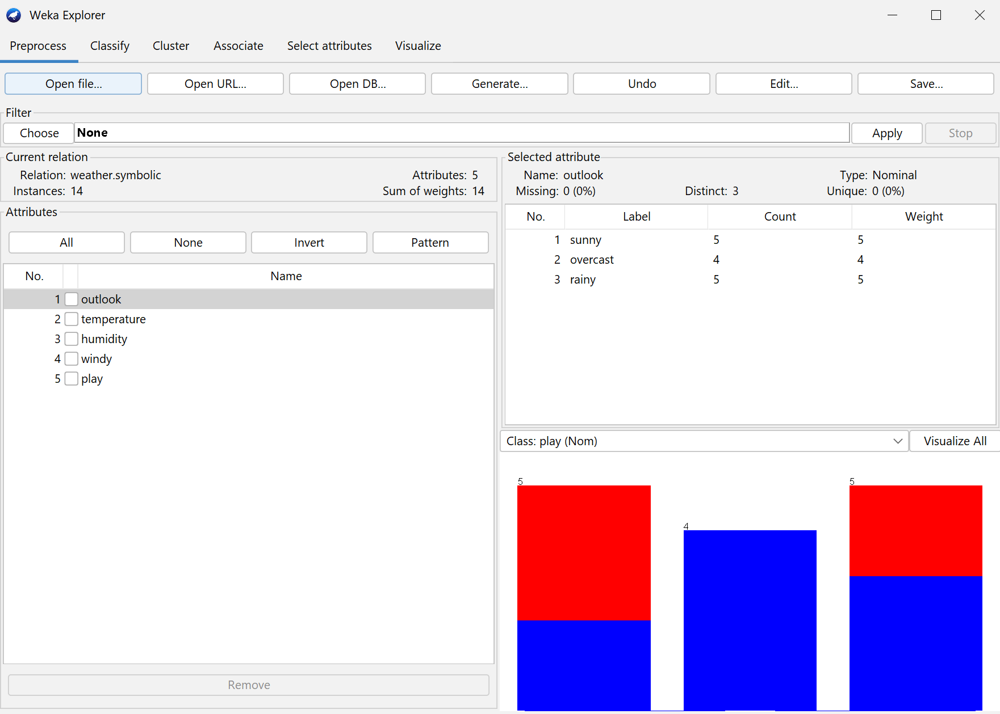 Weka Explorer
Preprocess Classify Cluster Associate Select attributes Visualize
Open file... Open URL... Open DB... Generate... Undo Edit... Save...
Filter
Choose None Apply Stop
Current relation
Relation: weather.symbolic Attributes: 5
Instances: 14 Sum of weights: 14
Attributes
All None Invert Pattern
No. Name
1 outlook
2 temperature
3 humidity
4 windy
5 play
Remove
Selected attribute
Name: outlook Type: Nominal
Missing: 0 (0%) Distinct: 3 Unique: 0 (0%)
No. Label Count Weight
1 sunny 5 5
2 overcast 4 4
3 rainy 5 5
Class: play (Nom) Visualize All
5 5
4